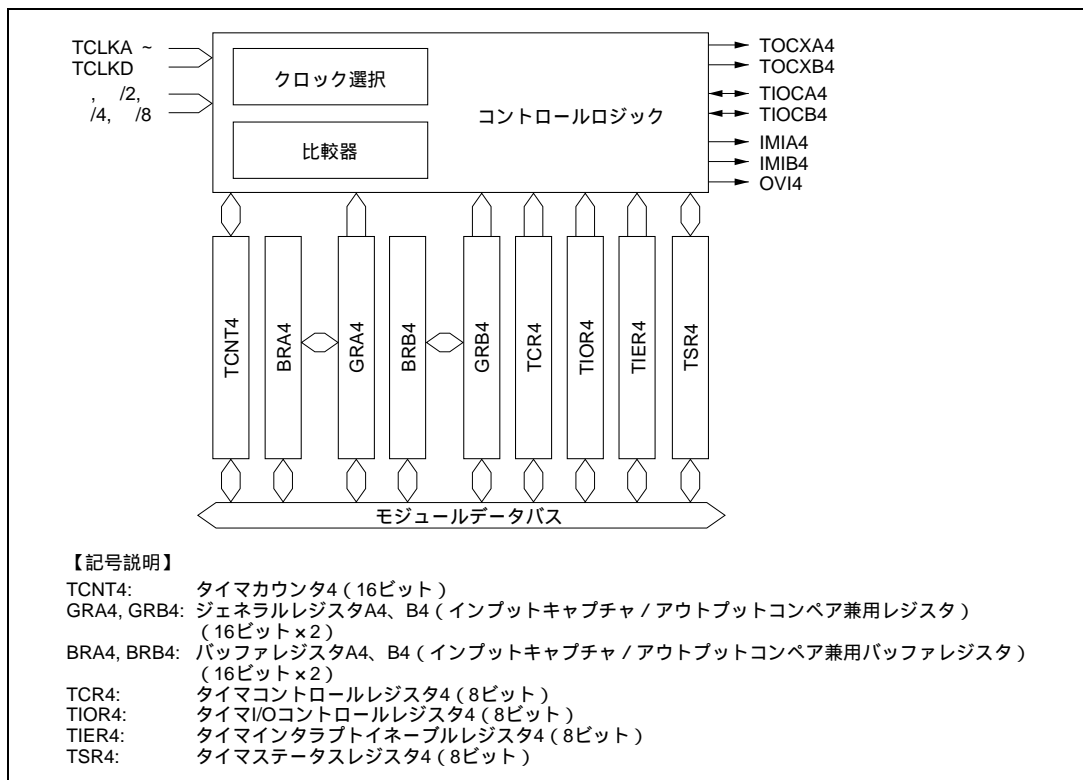 TCLKA ~
TCLKD
, /2,
/4, /8
クロック選択
比較器
コントロールロジック
TOCXA4
TOCXB4
TIOCA4
TIOCB4
IMIA4
IMIB4
OVI4
TCNT4
BRA4
GRA4
BRB4
GRB4
TCR4
TIOR4
TIER4
TSR4
モジュールデータバス
【記号説明】
TCNT4: タイマカウンタ4（16ビット）
GRA4, GRB4: ジェネラルレジスタA4、B4（インプットキャプチャ / アウトプットコンペア兼用レジスタ）
（16ビット×2）
BRA4, BRB4: バッファレジスタA4、B4（インプットキャプチャ / アウトプットコンペア兼用バッファレジスタ）
（16ビット×2）
TCR4: タイマコントロールレジスタ4（8ビット）
TIOR4: タイマI/Oコントロールレジスタ4（8ビット）
TIER4: タイマインタラプトイネーブルレジスタ4（8ビット）
TSR4: タイマステータスレジスタ4（8ビット）